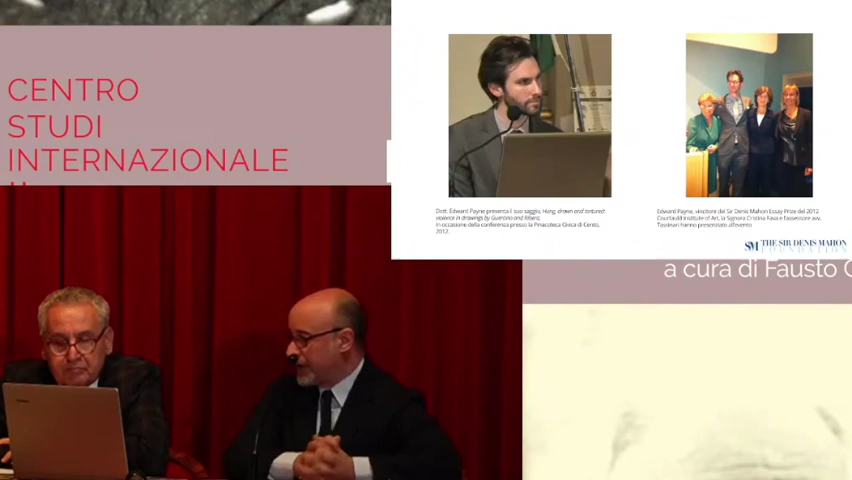 CENTRO
STUDI
INTERNAZIONALE
Dott. Edward Payne presenta il suo saggio, Hung, drawn and tortured:
violence in drawings by Guercino and Ribera,
in occasione della conferenza presso la Pinacoteca Civica di Cento,
2012.
Edward Payne, vincitore del Sir Denis Mahon Essay Prize del 2012
Courtauld Institute of Art, la Signora Cristina Fava e l'assessore avv.
Tassinari hanno presenziato all'evento
SM THE SIR DENIS MAHON
FOUNDATION
a cura di Fausto